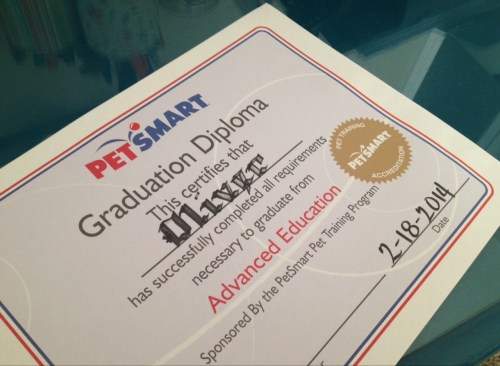 PETSMART
Graduation Diploma
This certifies that
Oliver
has successfully completed all requirements
necessary to graduate from
Advanced Education
Sponsored By the PetSmart Pet Training Program
PET TRAINING
PETSMART
ACCREDITATION
2-18-2014
Date